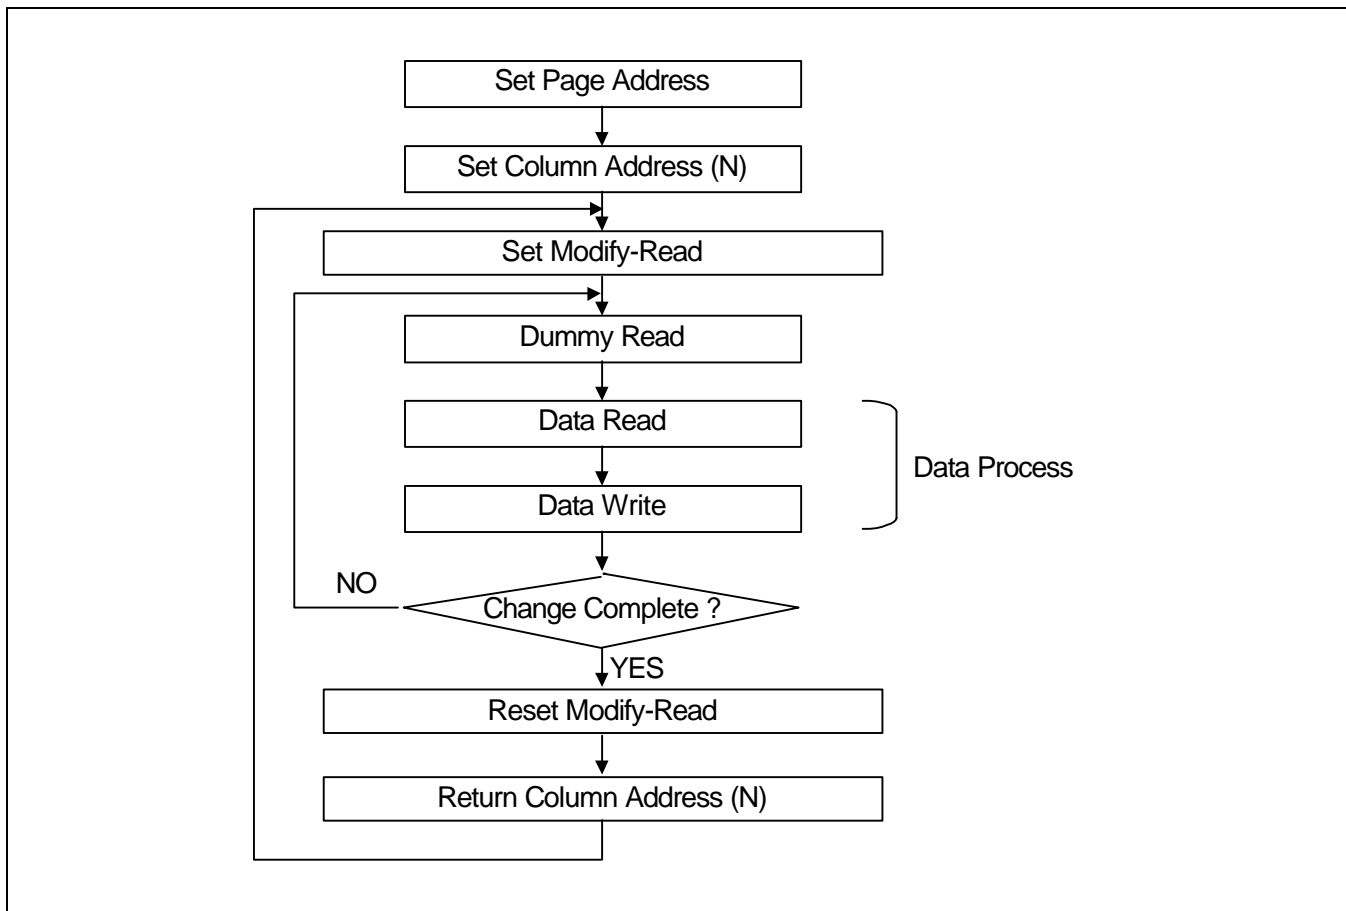 Set Page Address
Set Column Address (N)
Set Modify-Read
Dummy Read
Data Read
Data Process
Data Write
NO
Change Complete ?
YES
Reset Modify-Read
Return Column Address (N)